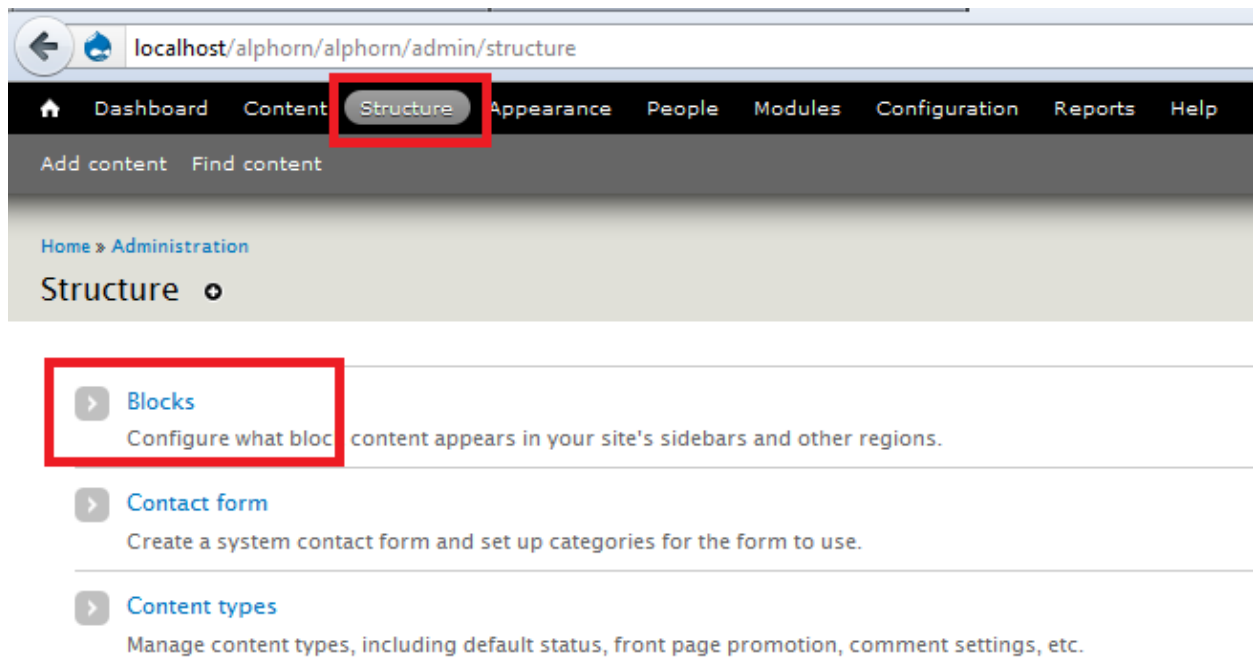 localhost/alphorn/alphorn/admin/structure
Dashboard Content Structure Appearance People Modules Configuration Reports Help
Add content Find content
Home » Administration
Structure
Blocks
Configure what block content appears in your site's sidebars and other regions.
Contact form
Create a system contact form and set up categories for the form to use.
Content types
Manage content types, including default status, front page promotion, comment settings, etc.